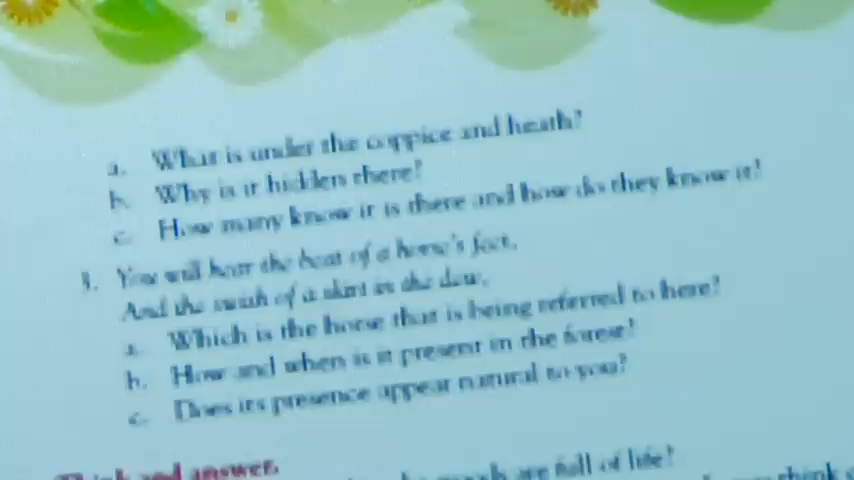 a. What is under the coppice and heath?
b. Why is it hidden there?
c. How many know it is there and how do they know it?
3. You will hear the beat of a horse's feet,
And the swish of a skirt in the dew,
a. Which is the horse that is being referred to here?
b. How and when is it present in the forest?
c. Does its presence appear natural to you?
Think and answer.
woods are full of life?
think